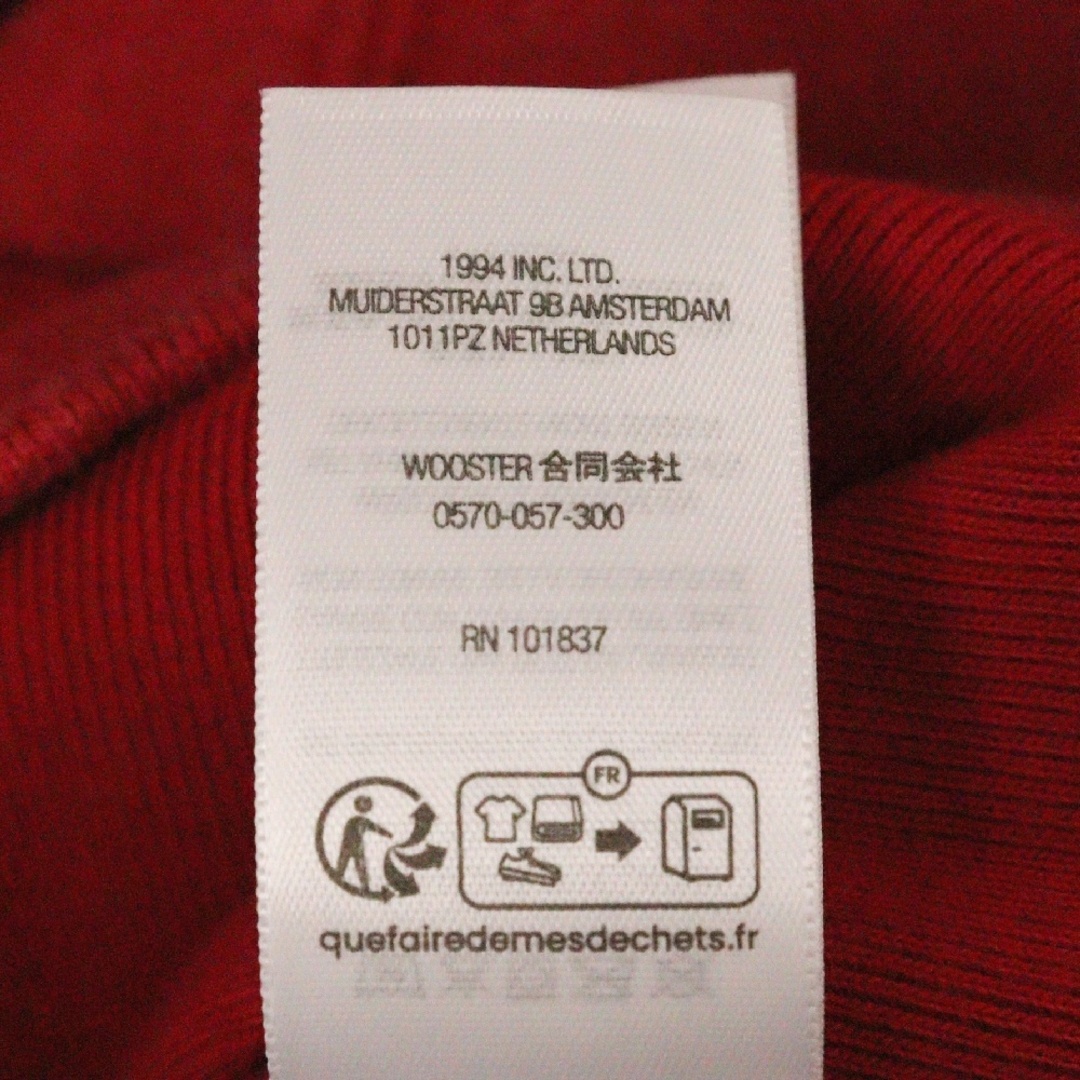 1994 INC. LTD.
MUIDERSTRAAT 9B AMSTERDAM
1011PZ NETHERLANDS
WOOSTER 合同会社
0570-057-300
RN 101837
FR
quefairedemesdechets.fr